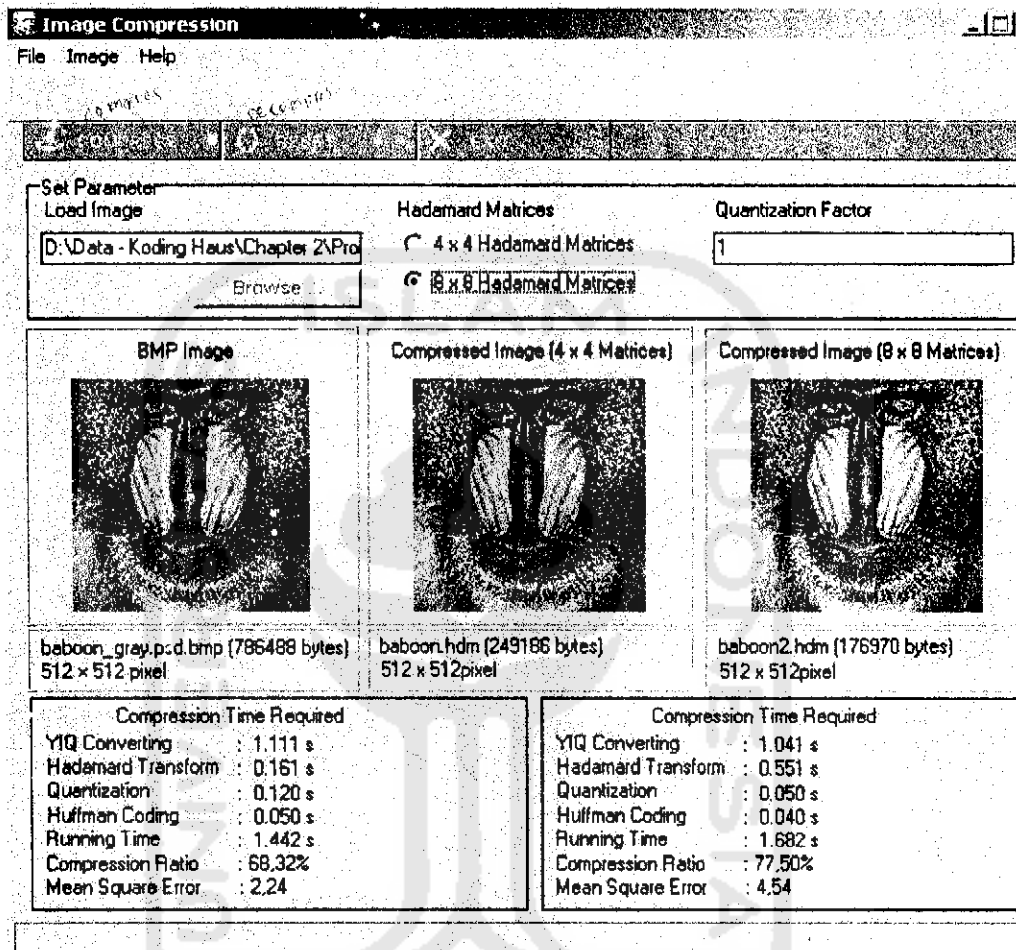 Image Compression
File Image Help
Set Parameter
Load Image
D:\Data - Koding Haus\Chapter 2\Pro
Browse ...
Hadamard Matrices
4 x 4 Hadamard Matrices
8 x 8 Hadamard Matrices
Quantization Factor
1
BMP Image
Compressed Image (4 x 4 Matrices)
Compressed Image (8 x 8 Matrices)
baboon_gray.psd.bmp (786488 bytes)
512 x 512 pixel
baboon.hdm (249186 bytes)
512 x 512pixel
baboon2.hdm (176970 bytes)
512 x 512pixel
Compression Time Required
YIQ Converting : 1.111 s
Hadamard Transform : 0.161 s
Quantization : 0.120 s
Huffman Coding : 0.050 s
Running Time : 1.442 s
Compression Ratio : 68,32%
Mean Square Error : 2,24
Compression Time Required
YIQ Converting : 1.041 s
Hadamard Transform : 0.551 s
Quantization : 0.050 s
Huffman Coding : 0.040 s
Running Time : 1.682 s
Compression Ratio : 77,50%
Mean Square Error : 4.54
ISLAM
INDONESIA